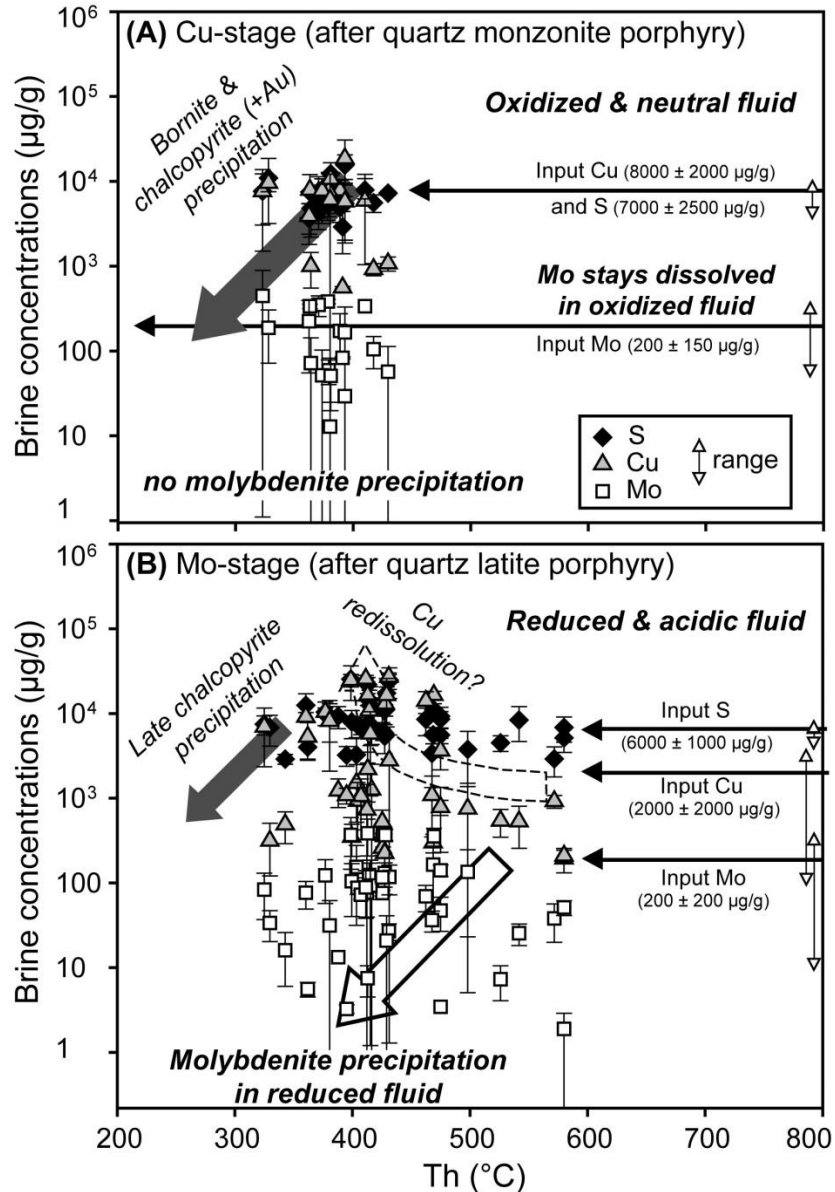 (A) Cu-stage (after quartz monzonite porphyry)
Brine concentrations (µg/g)
10⁶
10⁵
10⁴
10³
100
10
1
Bornite &
chalcopyrite (+Au)
precipitation
Oxidized & neutral fluid
Input Cu (8000 ± 2000 µg/g)
and S (7000 ± 2500 µg/g)
Mo stays dissolved
in oxidized fluid
Input Mo (200 ± 150 µg/g)
S
Cu
Mo
range
no molybdenite precipitation
(B) Mo-stage (after quartz latite porphyry)
Brine concentrations (µg/g)
10⁶
10⁵
10⁴
10³
100
10
1
Late chalcopyrite
precipitation
Cu
redissolution?
Reduced & acidic fluid
Input S
(6000 ± 1000 µg/g)
Input Cu
(2000 ± 2000 µg/g)
Input Mo
(200 ± 200 µg/g)
Molybdenite precipitation
in reduced fluid
200 300 400 500 600 700 800
Th (°C)